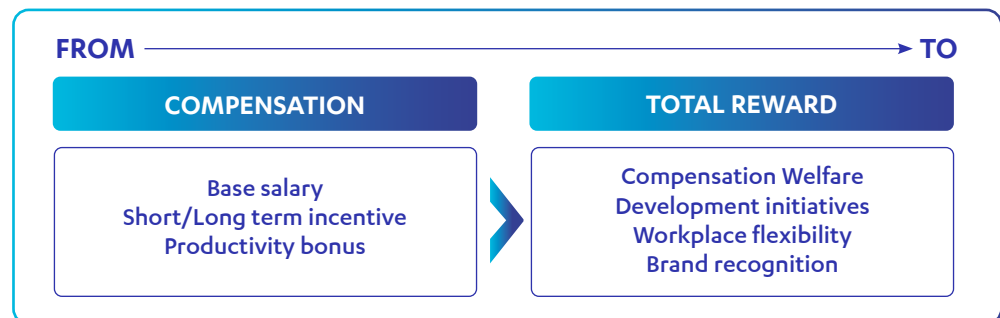 FROM TO
COMPENSATION
Base salary
Short/Long term incentive
Productivity bonus
TOTAL REWARD
Compensation Welfare
Development initiatives
Workplace flexibility
Brand recognition